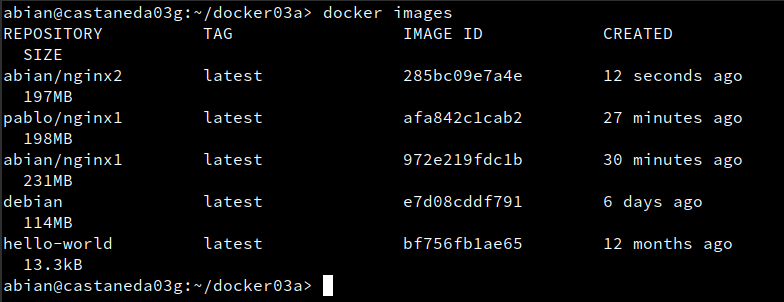 abian@castaneda03g:~/docker03a> docker images
REPOSITORY          TAG                 IMAGE ID            CREATED
  SIZE
abian/nginx2        latest              285bc09e7a4e        12 seconds ago
  197MB
pablo/nginx1        latest              afa842c1cab2        27 minutes ago
  198MB
abian/nginx1        latest              972e219fdc1b        30 minutes ago
  231MB
debian              latest              e7d08cddf791        6 days ago
  114MB
hello-world         latest              bf756fb1ae65        12 months ago
  13.3kB
abian@castaneda03g:~/docker03a>